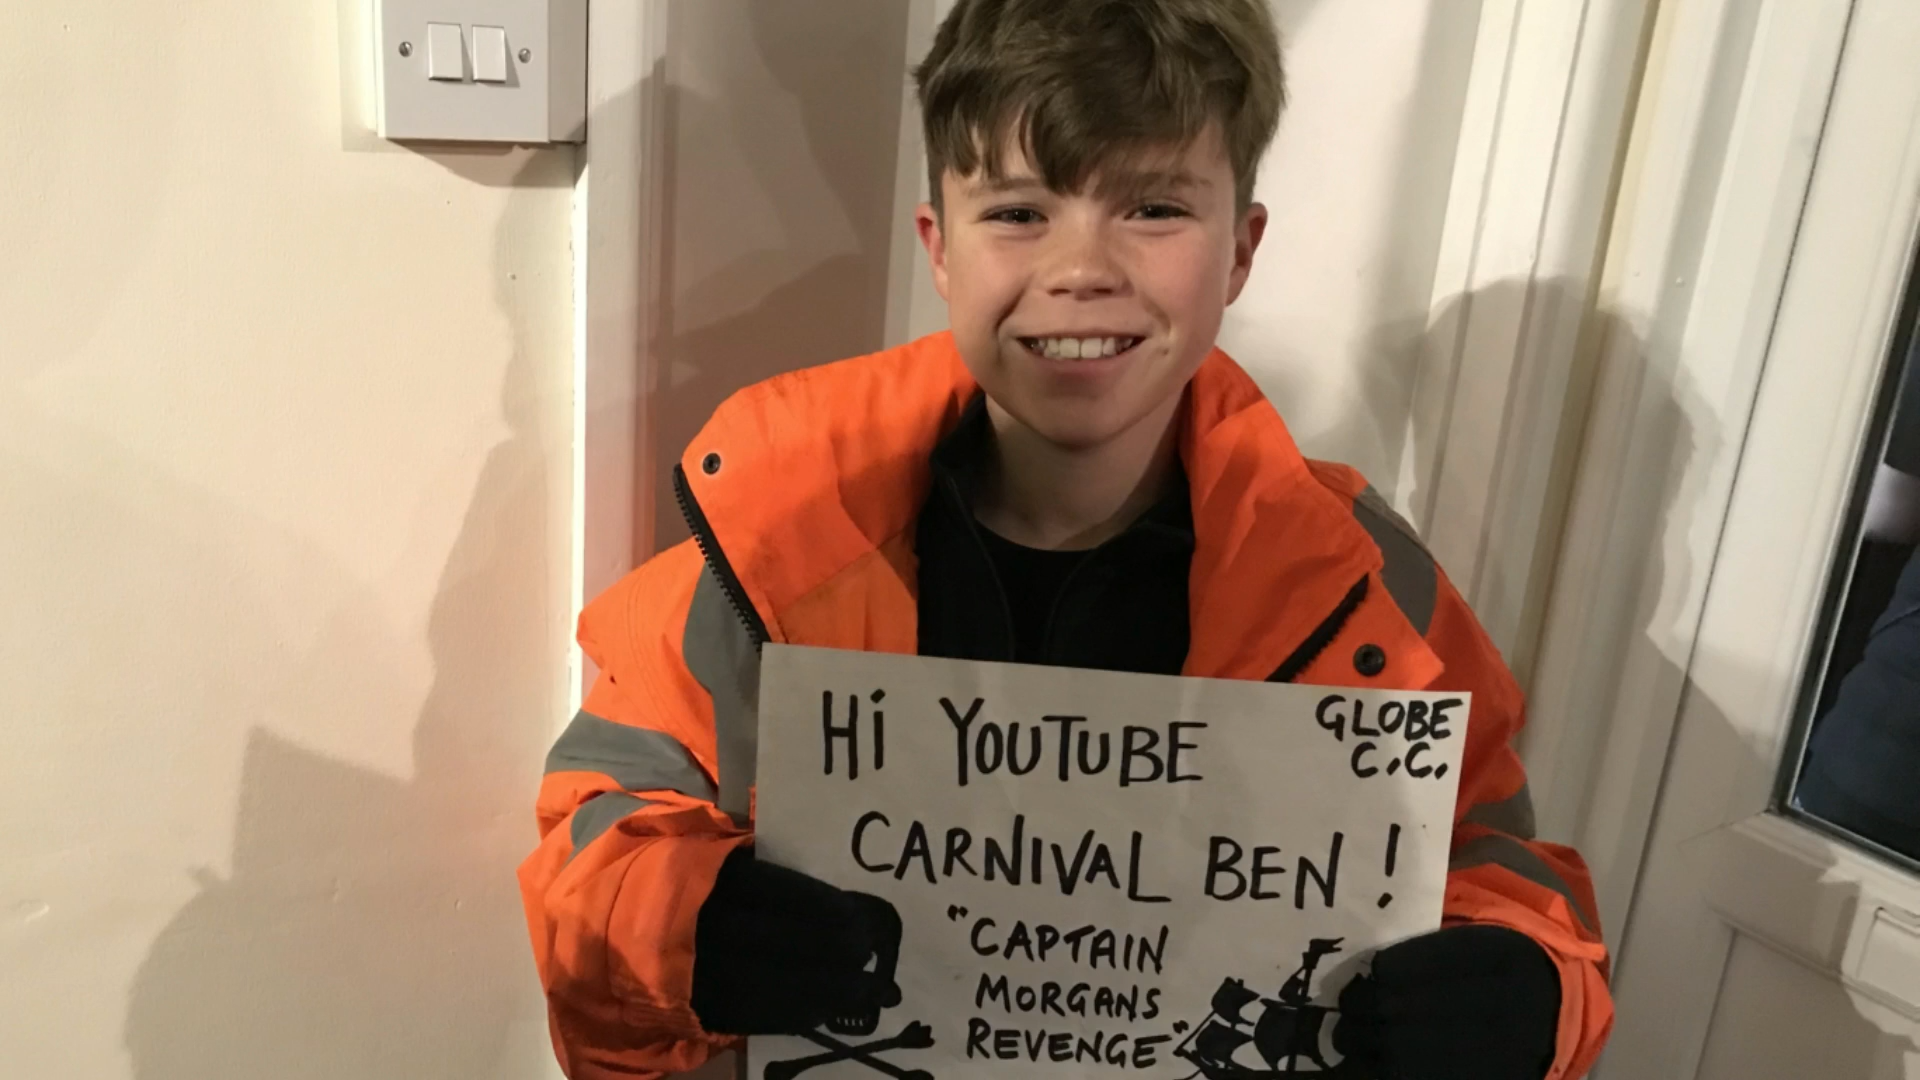 Hi YOUTUBE
GLOBE
C.C.
CARNIVAL BEN!
"CAPTAIN
MORGANS
REVENGE"